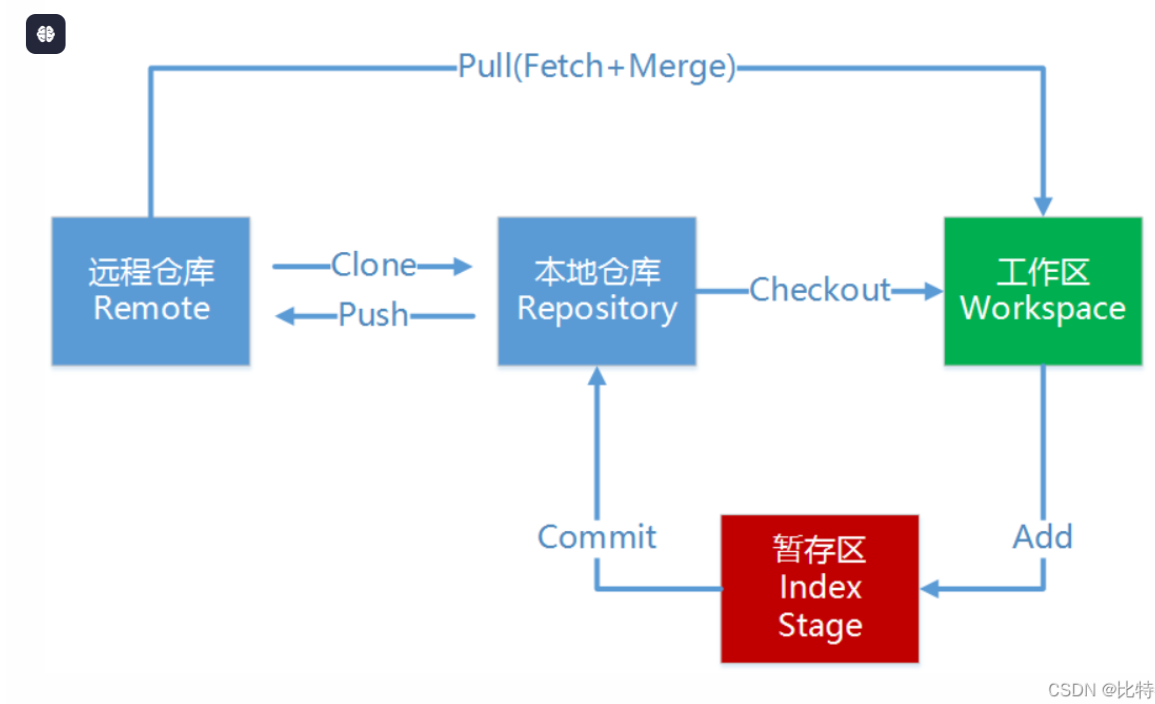 Pull(Fetch+Merge)
远程仓库
Remote
Clone
Push
本地仓库
Repository
Checkout
工作区
Workspace
Commit
暂存区
Index
Stage
Add
CSDN @比特